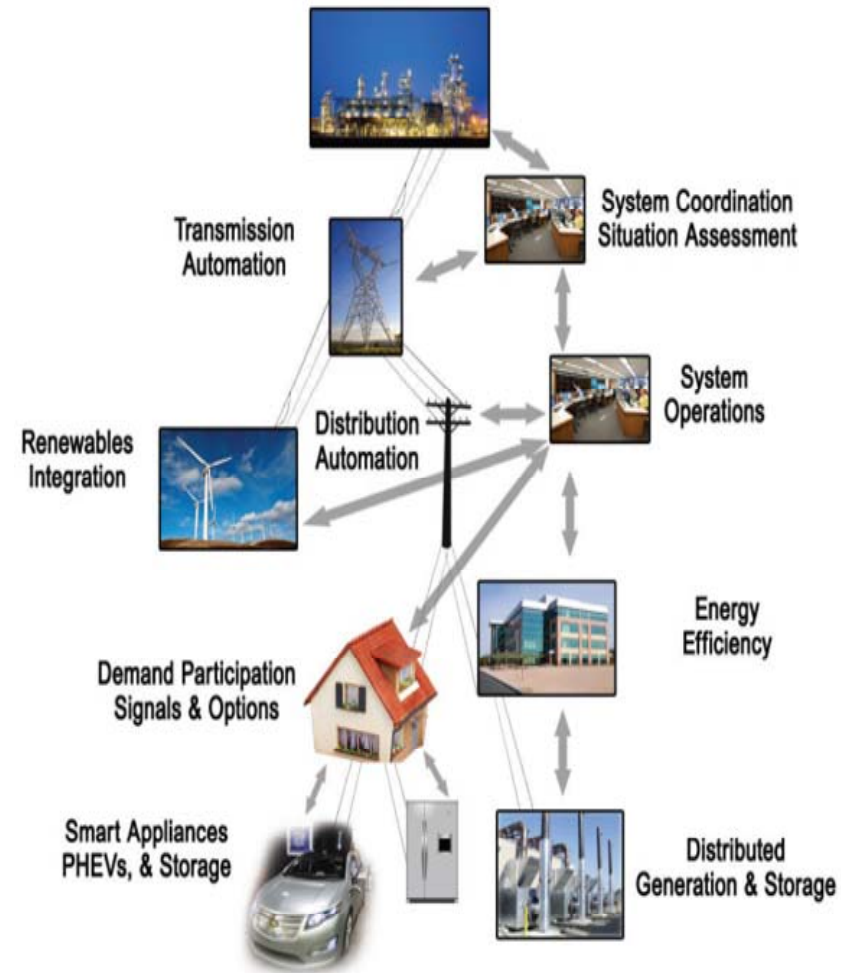 System Coordination
Situation Assessment
Transmission
Automation
System
Operations
Distribution
Automation
Renewables
Integration
Energy
Efficiency
Demand Participation
Signals & Options
Smart Appliances
PHEVs, & Storage
Distributed
Generation & Storage